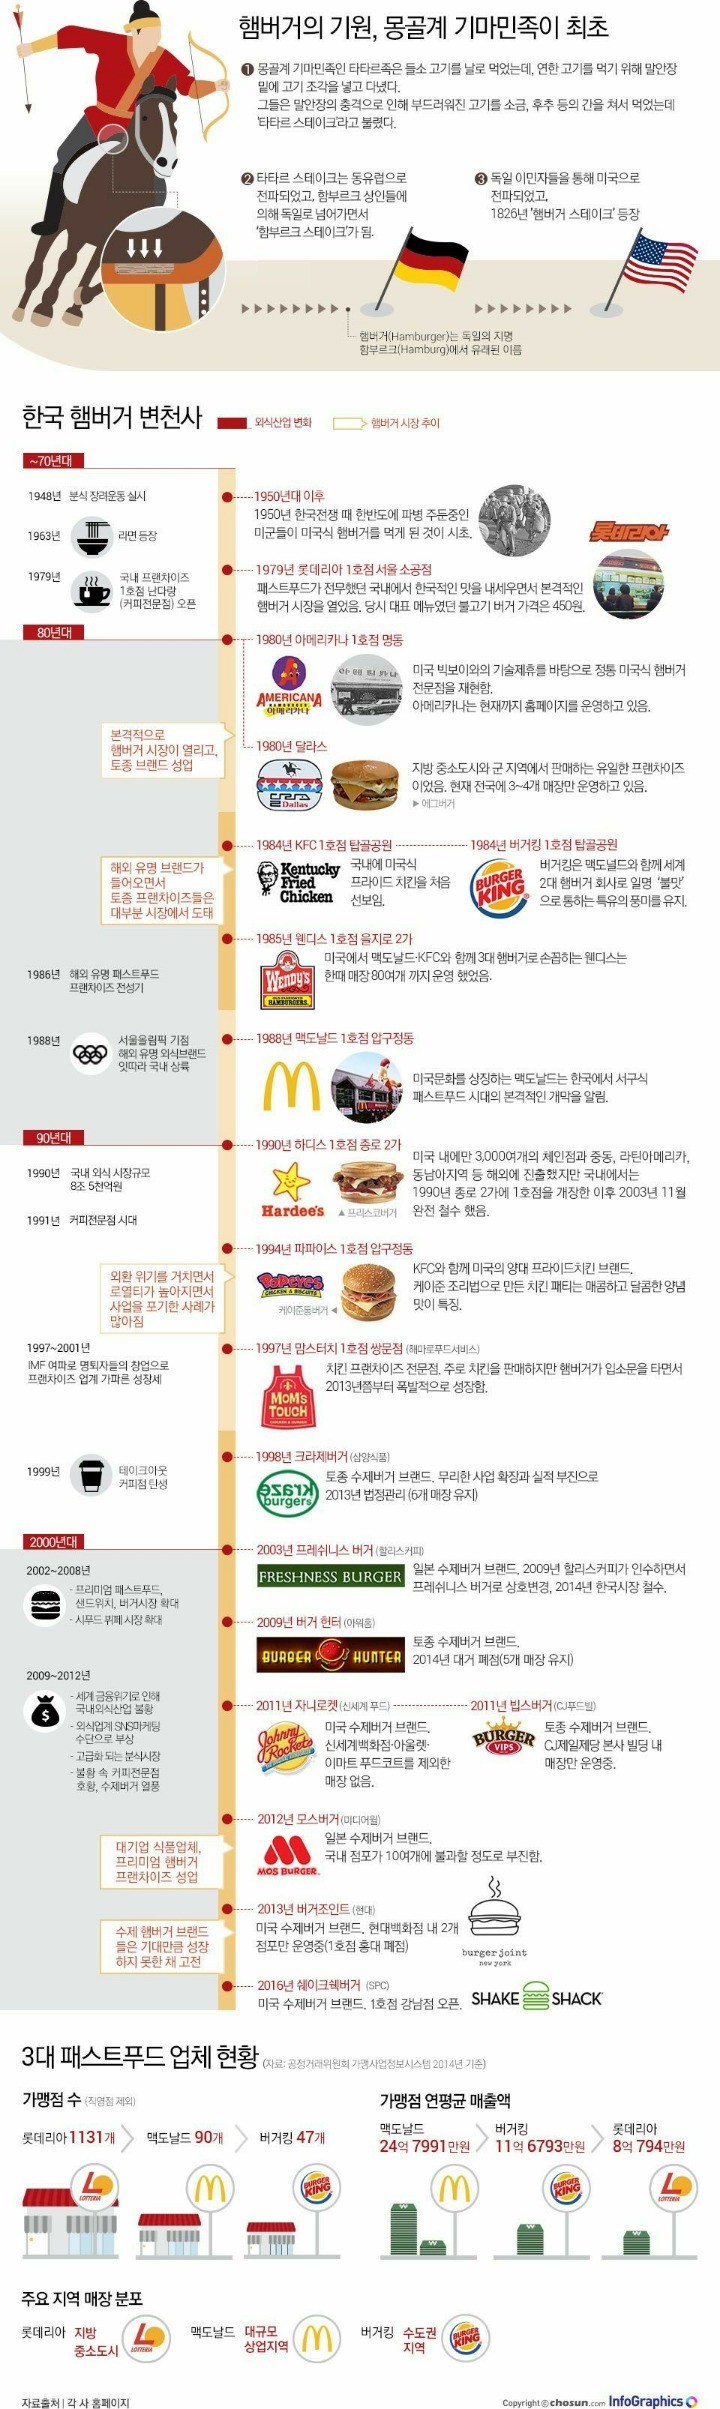 햄버거의 기원, 몽골계 기마민족이 최초
1 몽골계 기마민족인 타타르족은 들소 고기를 날로 먹었는데, 연한 고기를 먹기 위해 말안장
밑에 고기 조각을 넣고 다녔다.
그들은 말안장의 충격으로 인해 부드러워진 고기를 소금, 후추 등의 간을 쳐서 먹었는데
'타타르 스테이크'라고 불렸다.
2 타타르 스테이크는 동유럽으로
전파되었고, 함부르크 상인들에
의해 독일로 넘어가면서
'함부르크 스테이크'가 됨.
3 독일 이민자들을 통해 미국으로
전파되었고,
1826년 '햄버거 스테이크' 등장
햄버거(Hamburger)는 독일의 지명
함부르크(Hamburg)에서 유래된 이름
한국 햄버거 변천사
외식산업 변화
햄버거 시장 추이
~70년대
1948년 분식 장려운동 실시
1963년 라면 등장
1979년 국내 프랜차이즈
1호점 난다랑
(커피전문점) 오픈
1950년대 이후
1950년 한국전쟁 때 한반도에 파병 주둔중인
미군들이 미국식 햄버거를 먹게 된 것이 시초.
롯데리아
1979년 롯데리아 1호점 서울 소공점
패스트푸드가 전무했던 국내에서 한국적인 맛을 내세우면서 본격적인
햄버거 시장을 열었음. 당시 대표 메뉴였던 불고기 버거 가격은 450원.
80년대
1980년 아메리카나 1호점 명동
AMERICANA
HAMBURGER
아메리카나
아메리카나
미국 빅보이와의 기술제휴를 바탕으로 정통 미국식 햄버거
전문점을 재현함.
아메리카나는 현재까지 홈페이지를 운영하고 있음.
본격적으로
햄버거 시장이 열리고,
토종 브랜드 성업
1980년 달라스
달라스
Dallas
지방 중소도시와 군 지역에서 판매하는 유일한 프랜차이즈
이었음. 현재 전국에 3~4개 매장만 운영하고 있음.
▶ 에그버거
1984년 KFC 1호점 탑골공원
Kentucky
Fried
Chicken
국내에 미국식
프라이드 치킨을 처음
선보임.
1984년 버거킹 1호점 탑골공원
BURGER
KING
버거킹은 맥도널드와 함께 세계
2대 햄버거 회사로 일명 '불맛'
으로 통하는 특유의 풍미를 유지.
해외 유명 브랜드가
들어오면서
토종 프랜차이즈들은
대부분 시장에서 도태
1985년 웬디스 1호점 을지로 2가
Wendy's
OLD FASHIONED
HAMBURGERS
미국에서 맥도날드·KFC와 함께 3대 햄버거로 손꼽히는 웬디스는
한때 매장 80여개 까지 운영 했었음.
1986년 해외 유명 패스트푸드
프랜차이즈 전성기
1988년 서울올림픽 기점
해외 유명 외식브랜드
잇따라 국내 상륙
1988년 맥도날드 1호점 압구정동
미국문화를 상징하는 맥도날드는 한국에서 서구식
패스트푸드 시대의 본격적인 개막을 알림.
90년대
1990년 국내 외식 시장규모
8조 5천억원
1991년 커피전문점 시대
1990년 하디스 1호점 종로 2가
Hardee's
▲ 프리스코버거
미국 내에만 3,000여개의 체인점과 중동, 라틴아메리카,
동남아지역 등 해외에 진출했지만 국내에서는
1990년 종로 2가에 1호점을 개장한 이후 2003년 11월
완전 철수 했음.
1994년 파파이스 1호점 압구정동
POPEYES
CHICKEN & BISCUITS
케이준통버거 ◀
KFC와 함께 미국의 양대 프라이드치킨 브랜드.
케이준 조리법으로 만든 치킨 패티는 매콤하고 달콤한 양념
맛이 특징.
외환 위기를 거치면서
로열티가 높아지면서
사업을 포기한 사례가
많아짐
1997~2001년
IMF 여파로 명퇴자들의 창업으로
프랜차이즈 업계 가파른 성장세
1997년 맘스터치 1호점 쌍문점 (해마로푸드서비스)
MOM'S
TOUCH
치킨 프랜차이즈 전문점. 주로 치킨을 판매하지만 햄버거가 입소문을 타면서
2013년쯤부터 폭발적으로 성장함.
1998년 크라제버거 (삼양식품)
kraze
burgers
토종 수제버거 브랜드. 무리한 사업 확장과 실적 부진으로
2013년 법정관리 (6개 매장 유지)
1999년 테이크아웃
커피점 탄생
2000년대
2002~2008년
- 프리미엄 패스트푸드,
샌드위치, 버거시장 확대
- 시푸드 뷔페 시장 확대
2003년 프레쉬니스 버거 (할리스커피)
FRESHNESS BURGER
일본 수제버거 브랜드. 2009년 할리스커피가 인수하면서
프레쉬니스 버거로 상호변경, 2014년 한국시장 철수.
2009년 버거 헌터 (아워홈)
BURGER HUNTER
토종 수제버거 브랜드.
2014년 대거 폐점(5개 매장 유지)
2009~2012년
- 세계 금융위기로 인해
국내외식산업 불황
- 외식업계 SNS마케팅
수단으로 부상
- 고급화 되는 분식시장
- 불황 속 커피전문점
호황, 수제버거 열풍
2011년 자니로켓 (신세계 푸드)
Johnny
Rockets
미국 수제버거 브랜드.
신세계백화점·아울렛·
이마트 푸드코트를 제외한
매장 없음.
2011년 빕스버거 (CJ푸드빌)
BURGER
VIPS
토종 수제버거 브랜드.
CJ제일제당 본사 빌딩 내
매장만 운영중.
2012년 모스버거 (미디어윌)
MOS BURGER
일본 수제버거 브랜드.
국내 점포가 10여개에 불과할 정도로 부진함.
대기업 식품업체,
프리미엄 햄버거
프랜차이즈 성업
2013년 버거조인트 (현대)
미국 수제버거 브랜드. 현대백화점 내 2개
점포만 운영중(1호점 홍대 폐점)
burger joint
new york
수제 햄버거 브랜드
들은 기대만큼 성장
하지 못한 채 고전
2016년 쉐이크쉑버거 (SPC)
미국 수제버거 브랜드. 1호점 강남점 오픈.
SHAKE SHACK
3대 패스트푸드 업체 현황 (자료: 공정거래위원회 가맹사업정보시스템 2014년 기준)
가맹점 수 (직영점 제외)
롯데리아 1131개
맥도날드 90개
버거킹 47개
LOTTERIA
BURGER
KING
가맹점 연평균 매출액
맥도날드
24억 7991만원
버거킹
11억 6793만원
롯데리아
8억 794만원
BURGER
KING
LOTTERIA
주요 지역 매장 분포
롯데리아 지방
중소도시
LOTTERIA
맥도날드 대규모
상업지역
버거킹 수도권
지역
BURGER
KING
자료출처 | 각 사 홈페이지
Copyright ⓒ chosun.com InfoGraphics